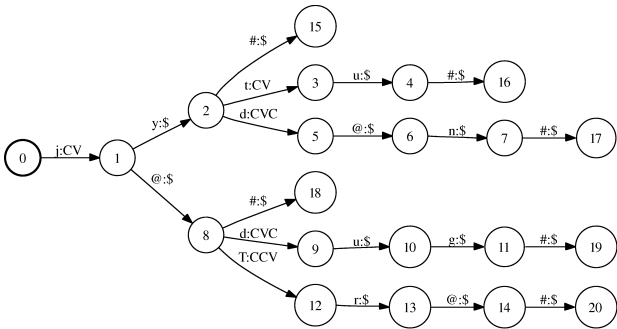 #:$ 15
t:CV 3 u:$ 4 #:$ 16
y:$ 2 d:CVC 5 @:$ 6 n:$ 7 #:$ 17
0 j:CV 1
@:$ #:$ 18
8 d:CVC 9 u:$ 10 g:$ 11 #:$ 19
T:CCV 12 r:$ 13 @:$ 14 #:$ 20